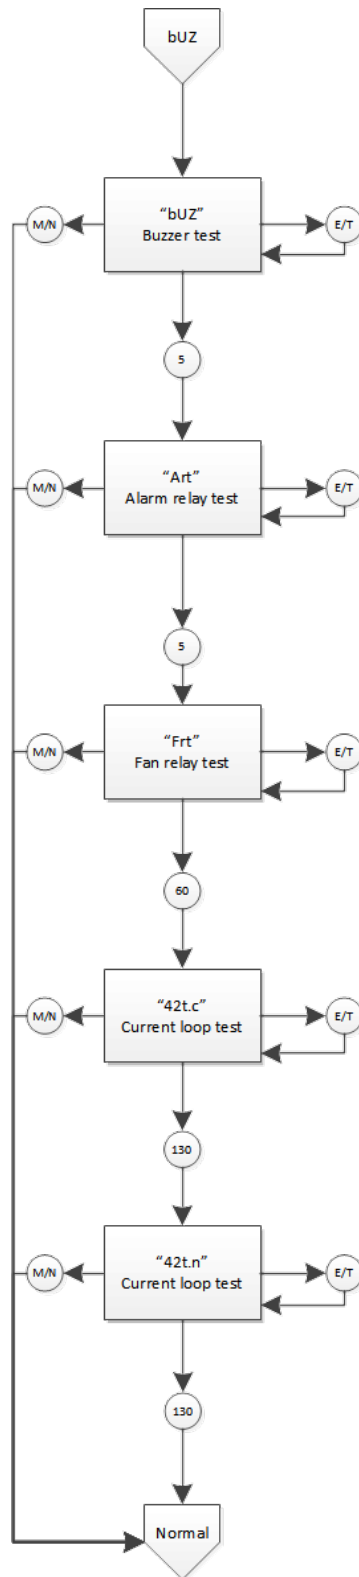 bUZ
M/N
“bUZ”
Buzzer test
E/T
5
M/N
“Art”
Alarm relay test
E/T
5
M/N
“Frt”
Fan relay test
E/T
60
M/N
“42t.c”
Current loop test
E/T
130
M/N
“42t.n”
Current loop test
E/T
130
Normal